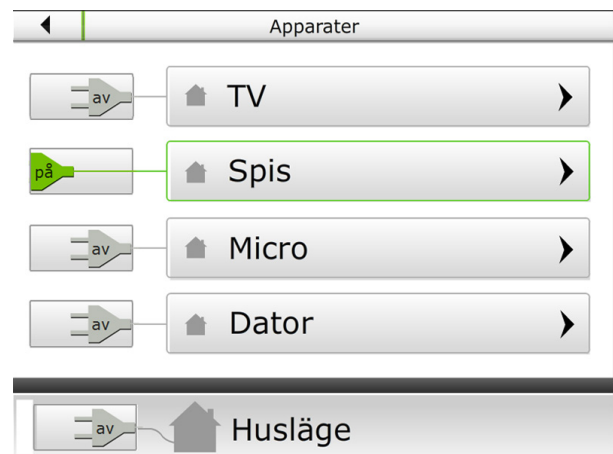 Apparater
av TV
på Spis
av Micro
av Dator
av Husläge